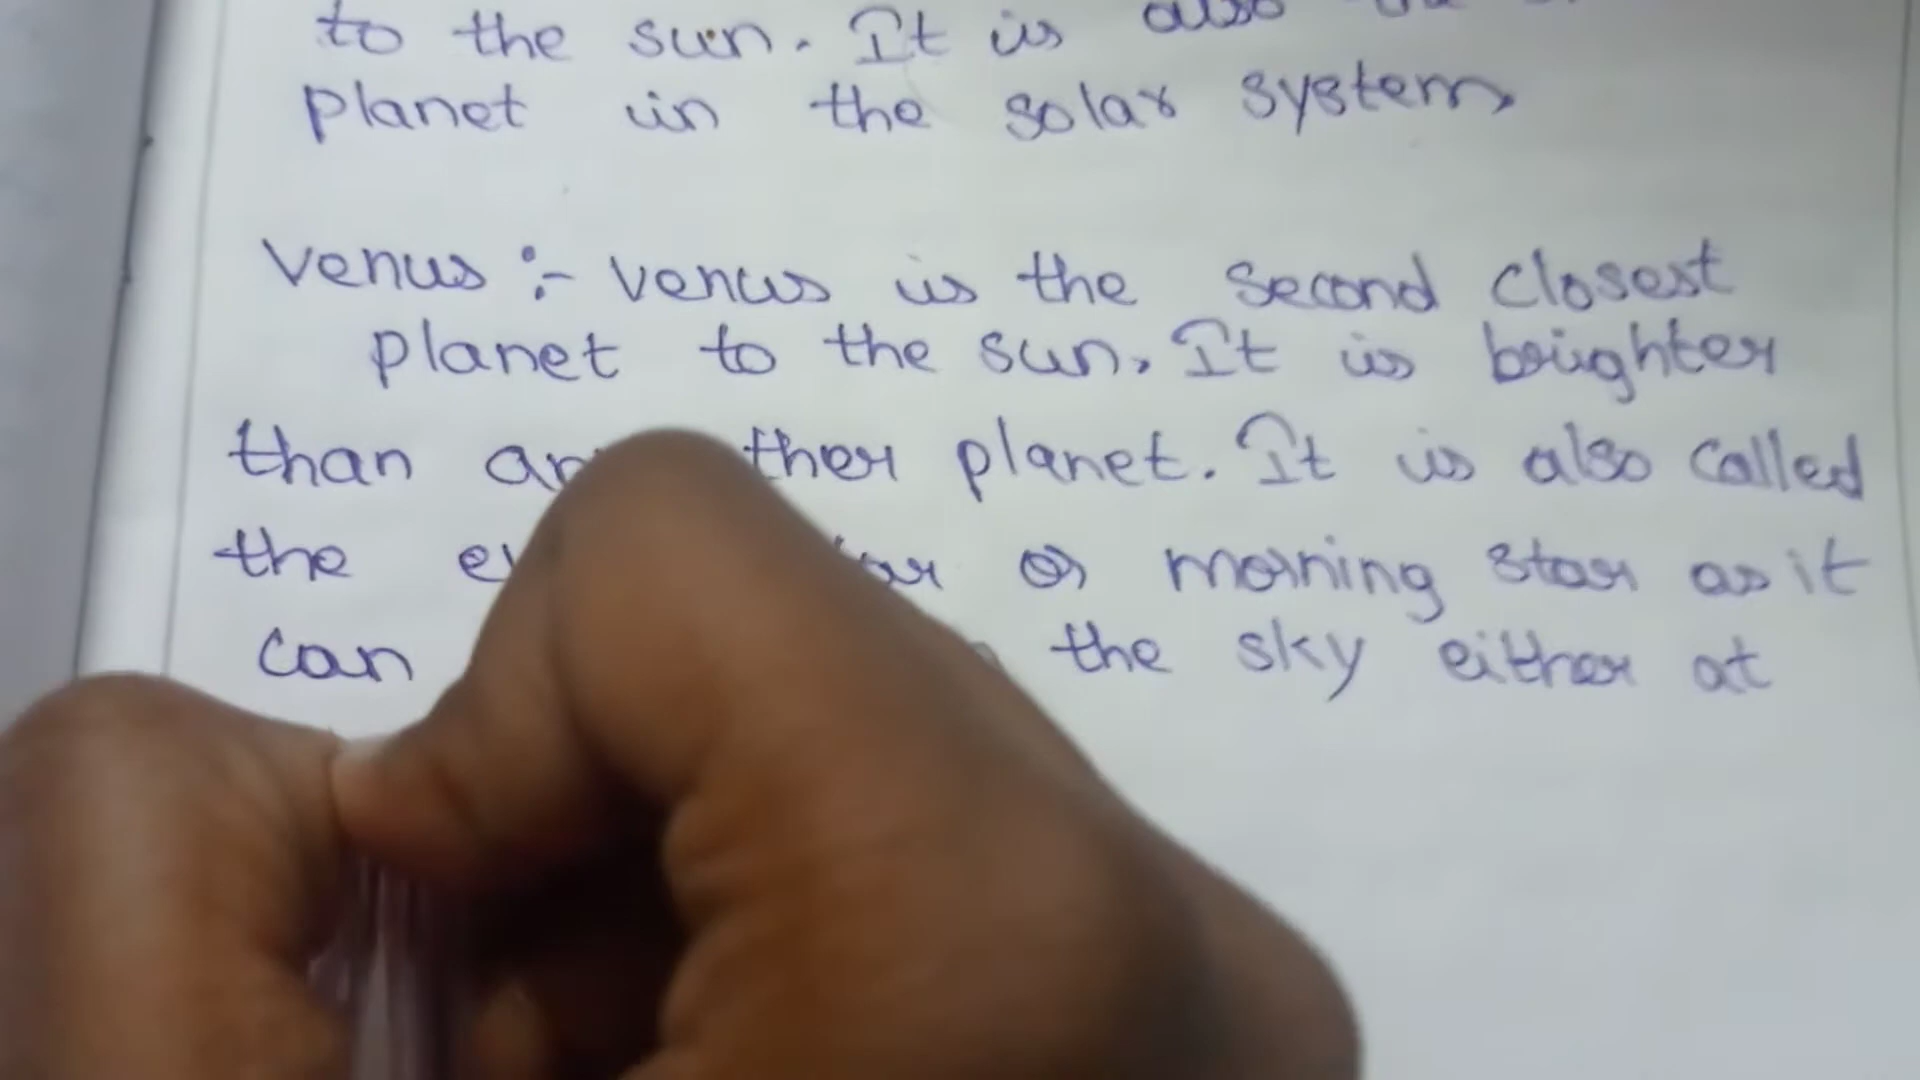 to the sun. It is also
planet in the solar system,
Venus :- Venus is the second closest
planet to the sun, It is brighter
than planet. It is also called
the or morning star as it
can the sky either at